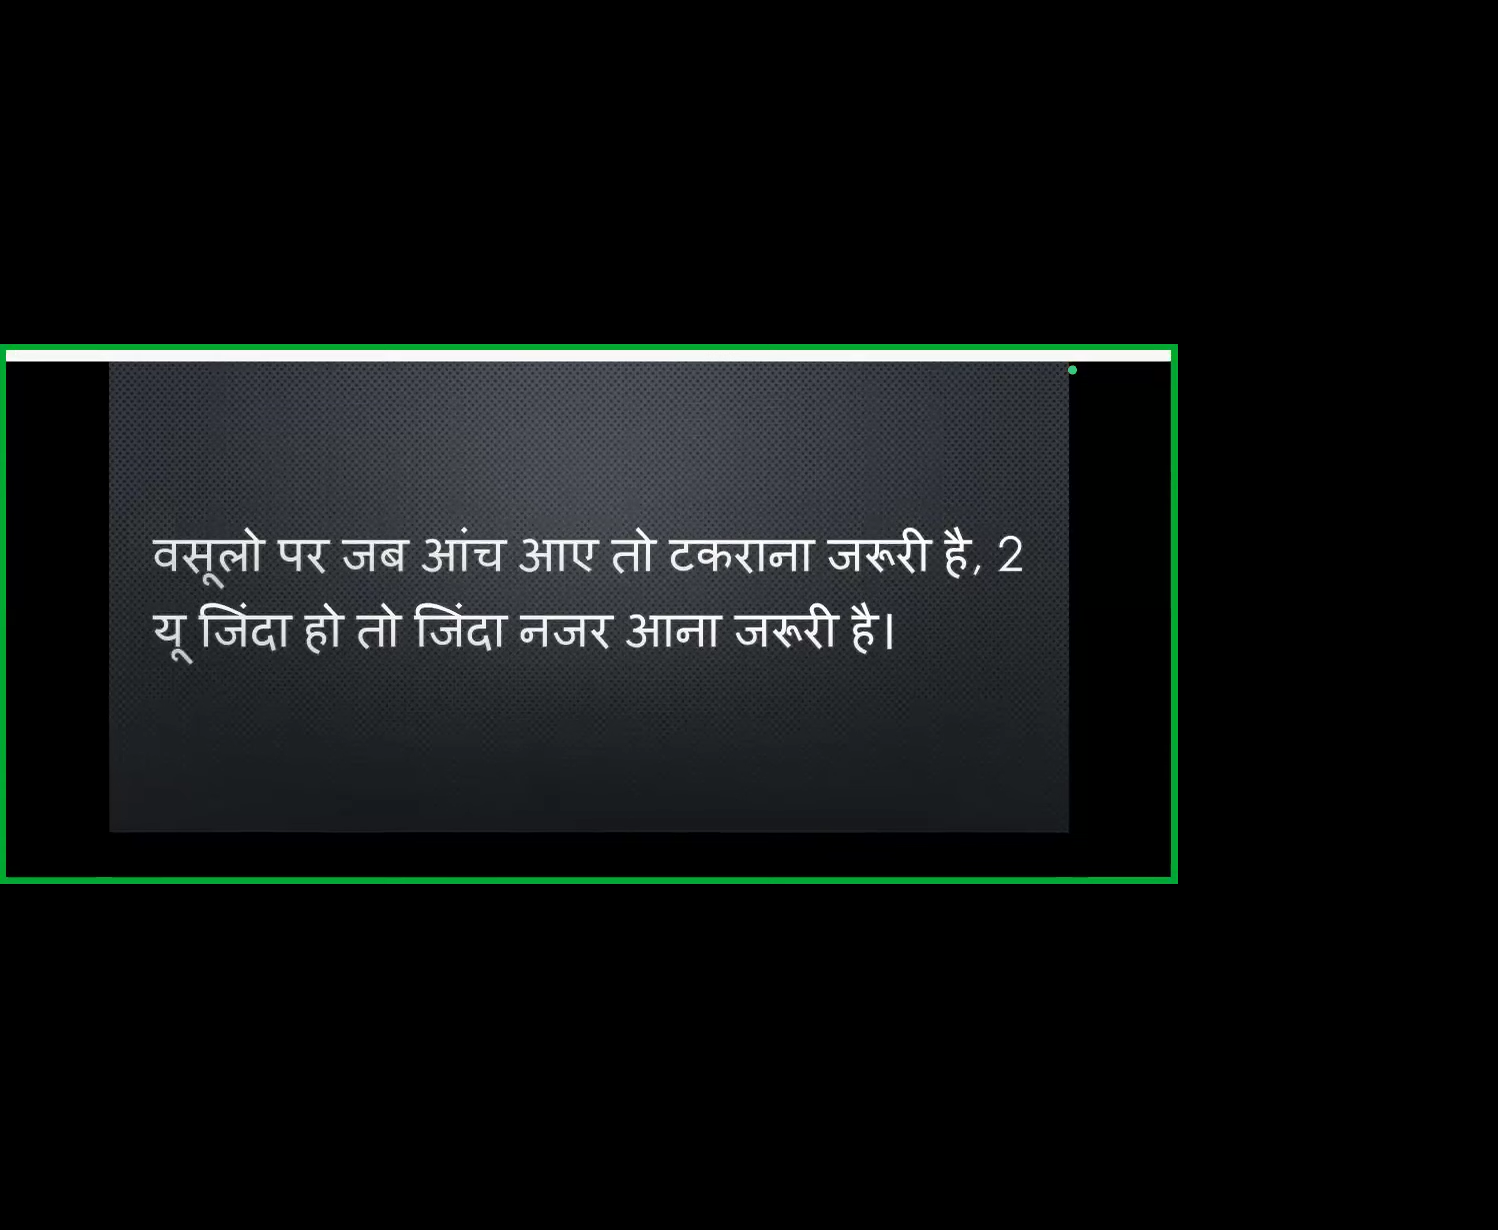 वसूलो पर जब आंच आए तो टकराना जरूरी है, 2
यू जिंदा हो तो जिंदा नजर आना जरूरी है।